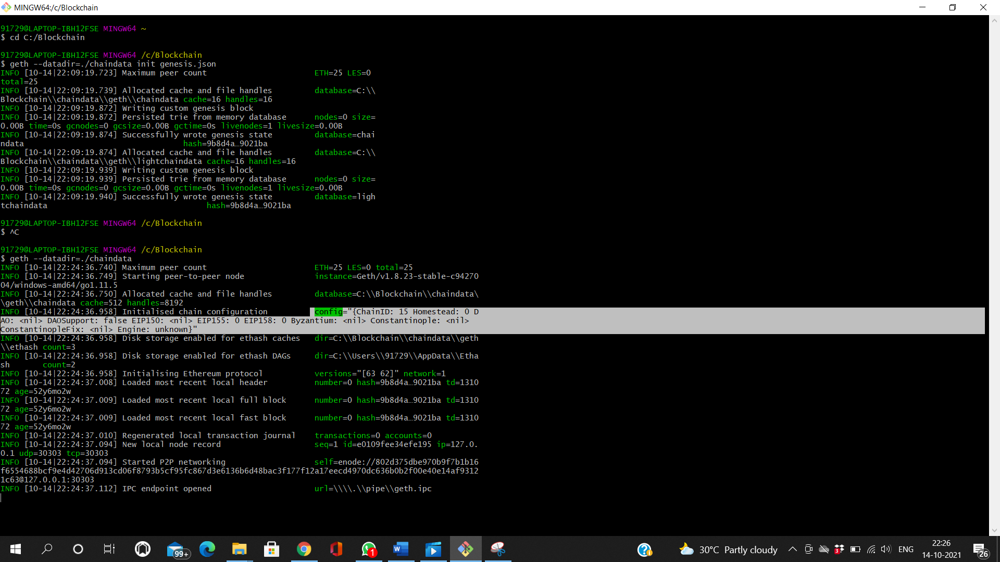 MINGW64:/c/Blockchain
91729@LAPTOP-IBH12FSE MINGW64 ~
$ cd C:/Blockchain
91729@LAPTOP-IBH12FSE MINGW64 /c/Blockchain
$ geth --datadir=./chaindata init genesis.json
INFO [10-14|22:09:19.723] Maximum peer count                       ETH=25 LES=0
total=25
INFO [10-14|22:09:19.739] Allocated cache and file handles         database=C:\\
Blockchain\\chaindata\\geth\\chaindata cache=16 handles=16
INFO [10-14|22:09:19.872] Writing custom genesis block
INFO [10-14|22:09:19.872] Persisted trie from memory database      nodes=0 size=
0.00B time=0s gcnodes=0 gcsize=0.00B gctime=0s livenodes=1 livesize=0.00B
INFO [10-14|22:09:19.874] Successfully wrote genesis state         database=chai
ndata                                  hash=9b8d4a…9021ba
INFO [10-14|22:09:19.874] Allocated cache and file handles         database=C:\\
Blockchain\\chaindata\\geth\\lightchaindata cache=16 handles=16
INFO [10-14|22:09:19.939] Writing custom genesis block
INFO [10-14|22:09:19.939] Persisted trie from memory database      nodes=0 size=
0.00B time=0s gcnodes=0 gcsize=0.00B gctime=0s livenodes=1 livesize=0.00B
INFO [10-14|22:09:19.940] Successfully wrote genesis state         database=ligh
tchaindata                                  hash=9b8d4a…9021ba
91729@LAPTOP-IBH12FSE MINGW64 /c/Blockchain
$ ^C
91729@LAPTOP-IBH12FSE MINGW64 /c/Blockchain
$ geth --datadir=./chaindata
INFO [10-14|22:24:36.740] Maximum peer count                       ETH=25 LES=0 total=25
INFO [10-14|22:24:36.749] Starting peer-to-peer node               instance=Geth/v1.8.23-stable-c94270
04/windows-amd64/go1.11.5
INFO [10-14|22:24:36.750] Allocated cache and file handles         database=C:\\Blockchain\\chaindata\
\geth\\chaindata cache=512 handles=8192
INFO [10-14|22:24:36.958] Initialised chain configuration          config="{ChainID: 15 Homestead: 0 D
AO: <nil> DAOSupport: false EIP150: <nil> EIP155: 0 EIP158: 0 Byzantium: <nil> Constantinople: <nil>
ConstantinopleFix: <nil> Engine: unknown}"
INFO [10-14|22:24:36.958] Disk storage enabled for ethash caches   dir=C:\\Blockchain\\chaindata\\geth
\\ethash count=3
INFO [10-14|22:24:36.958] Disk storage enabled for ethash DAGs     dir=C:\\Users\\91729\\AppData\\Etha
sh       count=2
INFO [10-14|22:24:36.958] Initialising Ethereum protocol           versions="[63 62]" network=1
INFO [10-14|22:24:37.008] Loaded most recent local header          number=0 hash=9b8d4a…9021ba td=1310
72 age=52y6mo2w
INFO [10-14|22:24:37.009] Loaded most recent local full block      number=0 hash=9b8d4a…9021ba td=1310
72 age=52y6mo2w
INFO [10-14|22:24:37.009] Loaded most recent local fast block      number=0 hash=9b8d4a…9021ba td=1310
72 age=52y6mo2w
INFO [10-14|22:24:37.010] Regenerated local transaction journal    transactions=0 accounts=0
INFO [10-14|22:24:37.094] New local node record                    seq=1 id=e0109fee34efe195 ip=127.0.
0.1 udp=30303 tcp=30303
INFO [10-14|22:24:37.094] Started P2P networking                   self=enode://802d375dbe970b9f7b1b16
f6554688bcf9e4d42706d913cd06f8793b5cf95fc867d3e6136b6d48bac3f177f12a17eecd4970dc636b0b2f00e40e14af9312
1c63@127.0.0.1:30303
INFO [10-14|22:24:37.112] IPC endpoint opened                      url=\\\\.\\pipe\\geth.ipc
99+
1
30°C Partly cloudy
3
ENG
22:26
14-10-2021
26